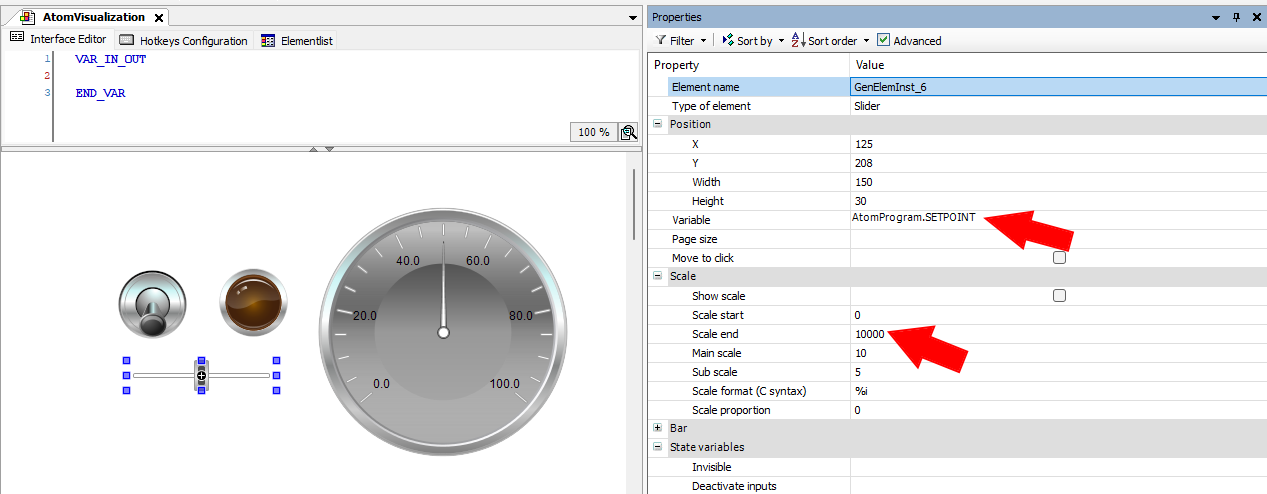 AtomVisualization
Interface Editor Hotkeys Configuration Elementlist
1 VAR_IN_OUT
2
3 END_VAR
100 %
40.0 60.0
20.0 80.0
0.0 100.0
Properties
Filter Sort by Sort order Advanced
Property Value
Element name GenElemInst_6
Type of element Slider
Position
X 125
Y 208
Width 150
Height 30
Variable AtomProgram.SETPOINT
Page size
Move to click
Scale
Show scale
Scale start 0
Scale end 10000
Main scale 10
Sub scale 5
Scale format (C syntax) %i
Scale proportion 0
Bar
State variables
Invisible
Deactivate inputs